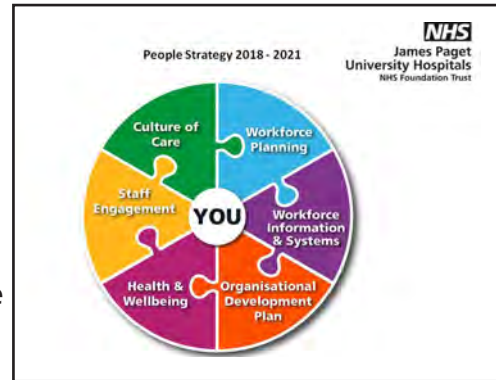 NHS
James Paget
University Hospitals
NHS Foundation Trust
People Strategy 2018 - 2021
Culture of
Care
Workforce
Planning
Staff
Engagement
YOU
Workforce
Information
& Systems
Health &
Wellbeing
Organisational
Development
Plan
e